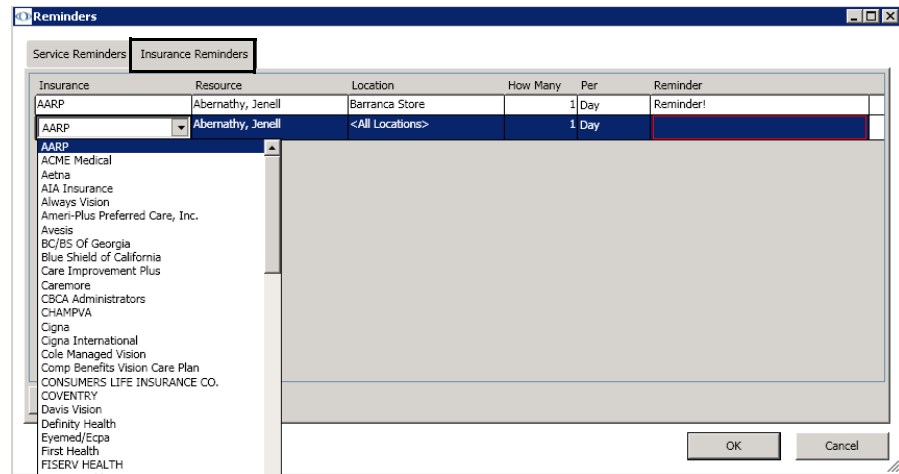 Reminders
Service Reminders Insurance Reminders
Insurance Resource Location How Many Per Reminder
AARP Abernathy, Jenell Barranca Store 1 Day Reminder!
AARP Abernathy, Jenell <All Locations> 1 Day
AARP
ACME Medical
Aetna
AIA Insurance
Always Vision
Ameri-Plus Preferred Care, Inc.
Avesis
BC/BS Of Georgia
Blue Shield of California
Care Improvement Plus
Caremore
CBCA Administrators
CHAMPVA
Cigna
Cigna International
Cole Managed Vision
Comp Benefits Vision Care Plan
CONSUMERS LIFE INSURANCE CO.
COVENTRY
Davis Vision
Definity Health
Eyemed/Ecpa
First Health
FISERV HEALTH
OK Cancel